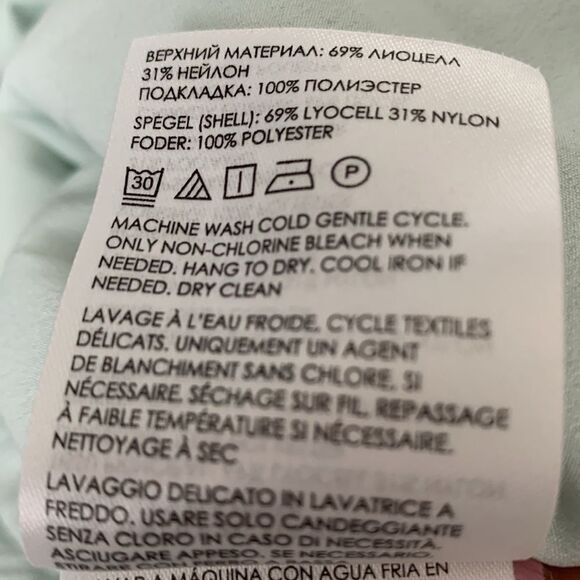 ВЕРХНИЙ МАТЕРИАЛ: 69% ЛИОЦЕЛЛ
31% НЕЙЛОН
ПОДКЛАДКА: 100% ПОЛИЭСТЕР
SPEGEL (SHELL): 69% LYOCELL 31% NYLON
FODER: 100% POLYESTER
30 P
MACHINE WASH COLD GENTLE CYCLE.
ONLY NON-CHLORINE BLEACH WHEN
NEEDED. HANG TO DRY. COOL IRON IF
NEEDED. DRY CLEAN
LAVAGE À L'EAU FROIDE, CYCLE TEXTILES
DÉLICATS. UNIQUEMENT UN AGENT
DE BLANCHIMENT SANS CHLORE, SI
NÉCESSAIRE. SÉCHAGE SUR FIL. REPASSAGE
À FAIBLE TEMPÉRATURE SI NÉCESSAIRE.
NETTOYAGE À SEC
LAVAGGIO DELICATO IN LAVATRICE A
FREDDO. USARE SOLO CANDEGGIANTE
SENZA CLORO IN CASO DI NECESSITÀ.
ASCIUGARE APPESO. SE NECESSARIO
A MÁQUINA CON AGUA FRIA EN